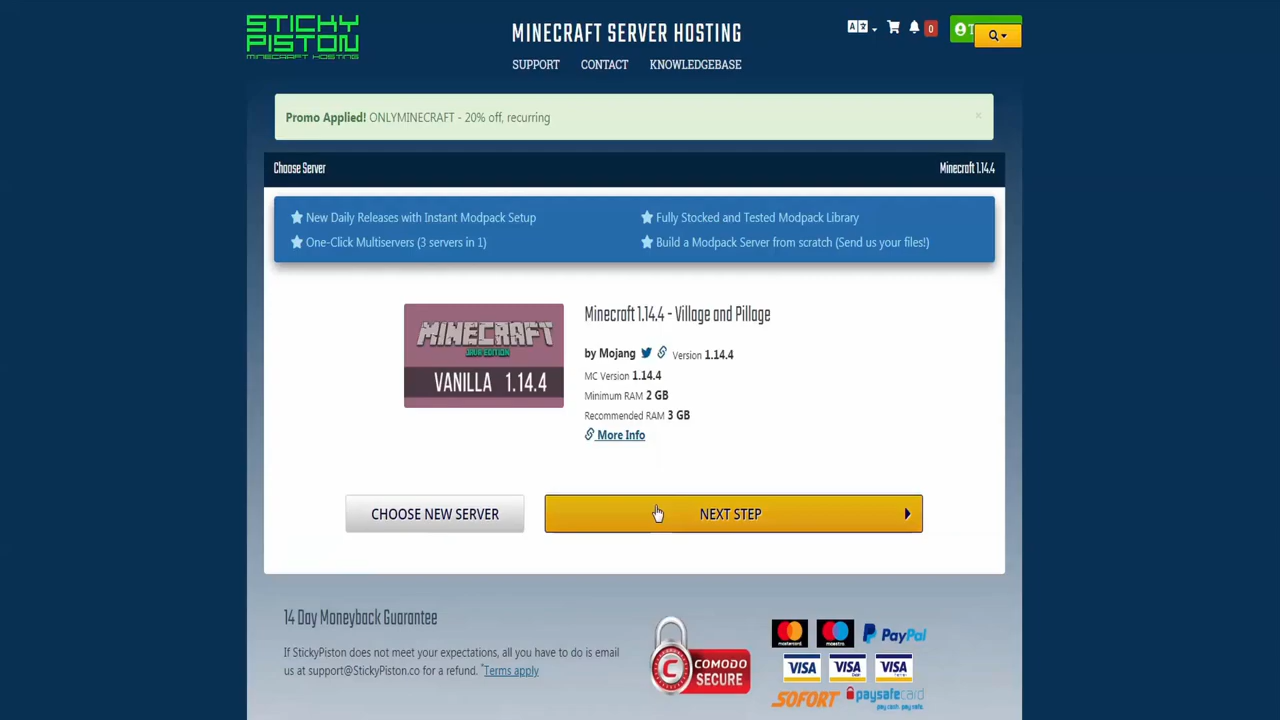 STICKY
PISTON
MINECRAFT HOSTING
MINECRAFT SERVER HOSTING
SUPPORT CONTACT KNOWLEDGEBASE
0
T
Promo Applied! ONLYMINECRAFT - 20% off, recurring
×
Choose Server
Minecraft 1.14.4
New Daily Releases with Instant Modpack Setup
Fully Stocked and Tested Modpack Library
One-Click Multiservers (3 servers in 1)
Build a Modpack Server from scratch (Send us your files!)
MINECRAFT
JAVA EDITION
VANILLA 1.14.4
Minecraft 1.14.4 - Village and Pillage
by Mojang Version 1.14.4
MC Version 1.14.4
Minimum RAM 2 GB
Recommended RAM 3 GB
More Info
CHOOSE NEW SERVER
NEXT STEP
14 Day Moneyback Guarantee
If StickyPiston does not meet your expectations, all you have to do is email
us at support@StickyPiston.co for a refund. *Terms apply
C COMODO
SECURE
mastercard
maestro
PayPal
VISA
VISA
VISA
SOFORT
paysafecard
pay cash. pay safe.